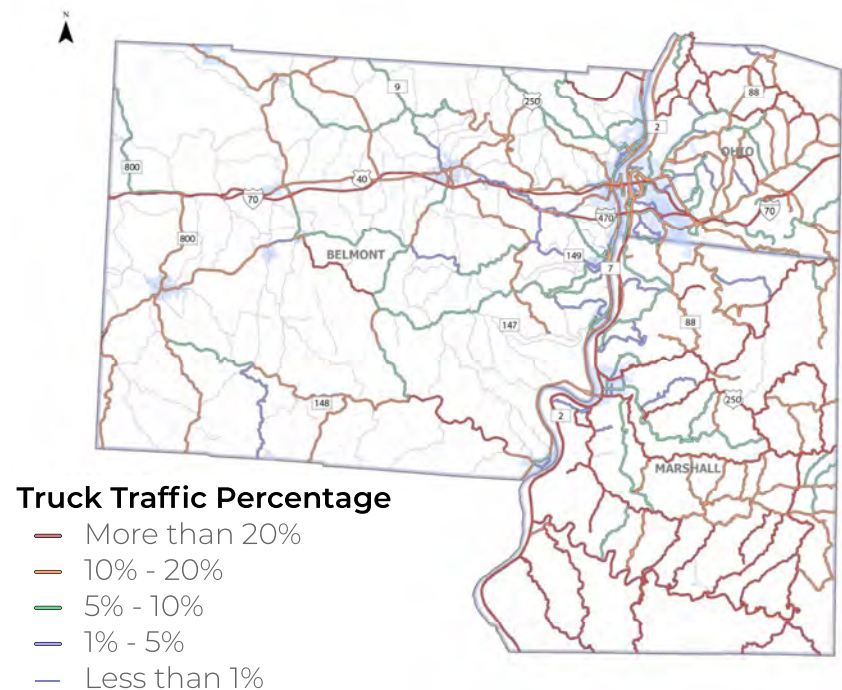 N
9
250
88
2
OHIO
800
40
70
470
70
800
BELMONT
149
7
147
88
148
2
250
MARSHALL
Truck Traffic Percentage
More than 20%
10% - 20%
5% - 10%
1% - 5%
Less than 1%